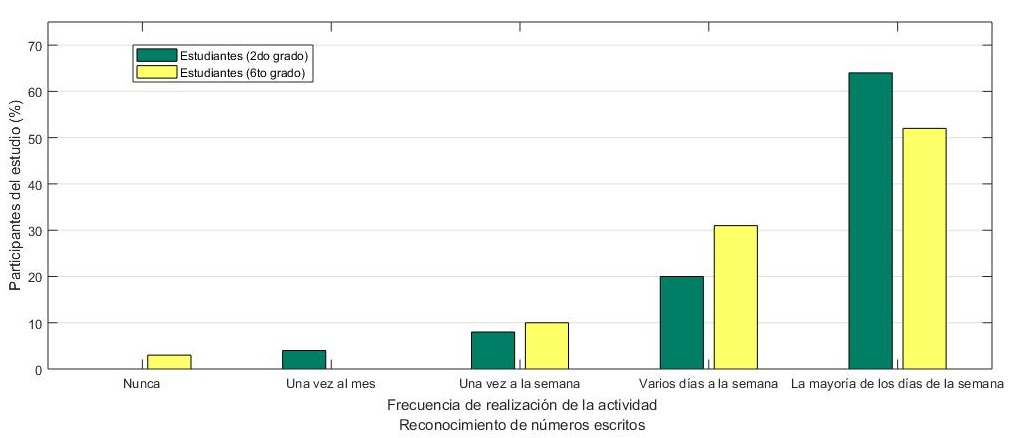 Estudiantes (2do grado)
Estudiantes (6to grado)
Participantes del estudio (%)
70
60
50
40
30
20
10
0
Nunca
Una vez al mes
Una vez a la semana
Varios días a la semana
La mayoría de los días de la semana
Frecuencia de realización de la actividad
Reconocimiento de números escritos